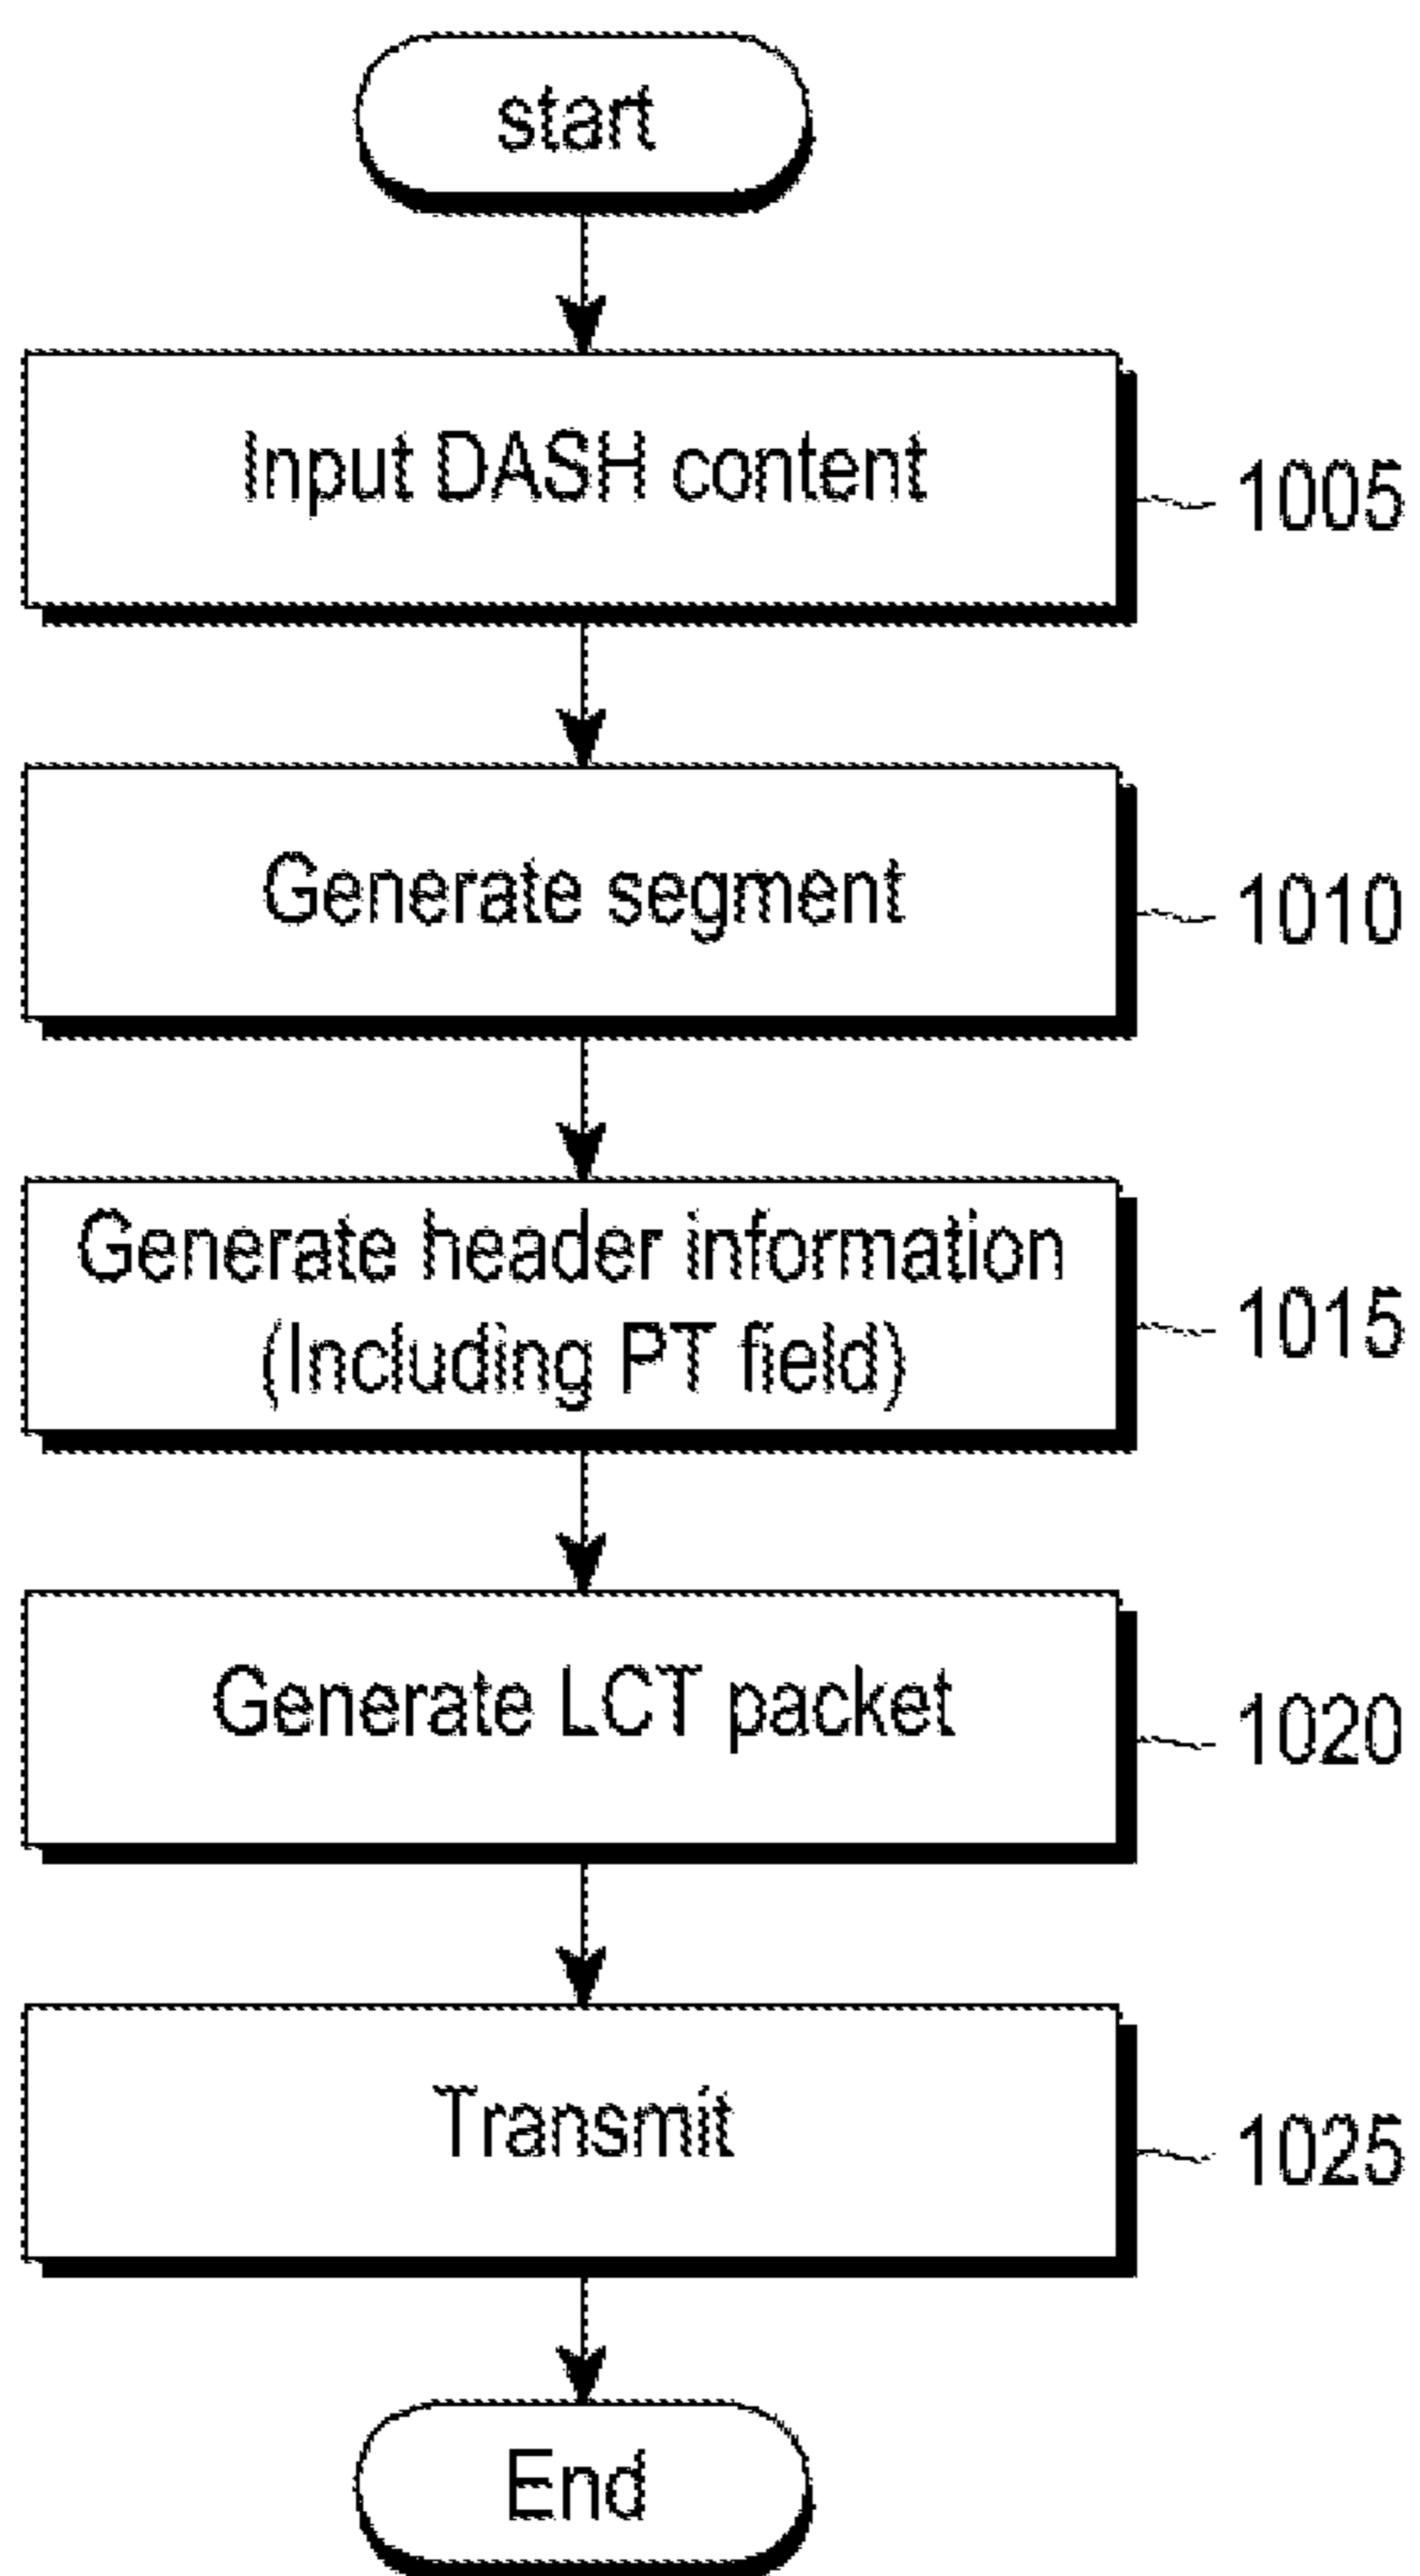 start
Input DASH content
1005
Generate segment
1010
Generate header information
(Including PT field)
1015
Generate LCT packet
1020
Transmit
1025
End